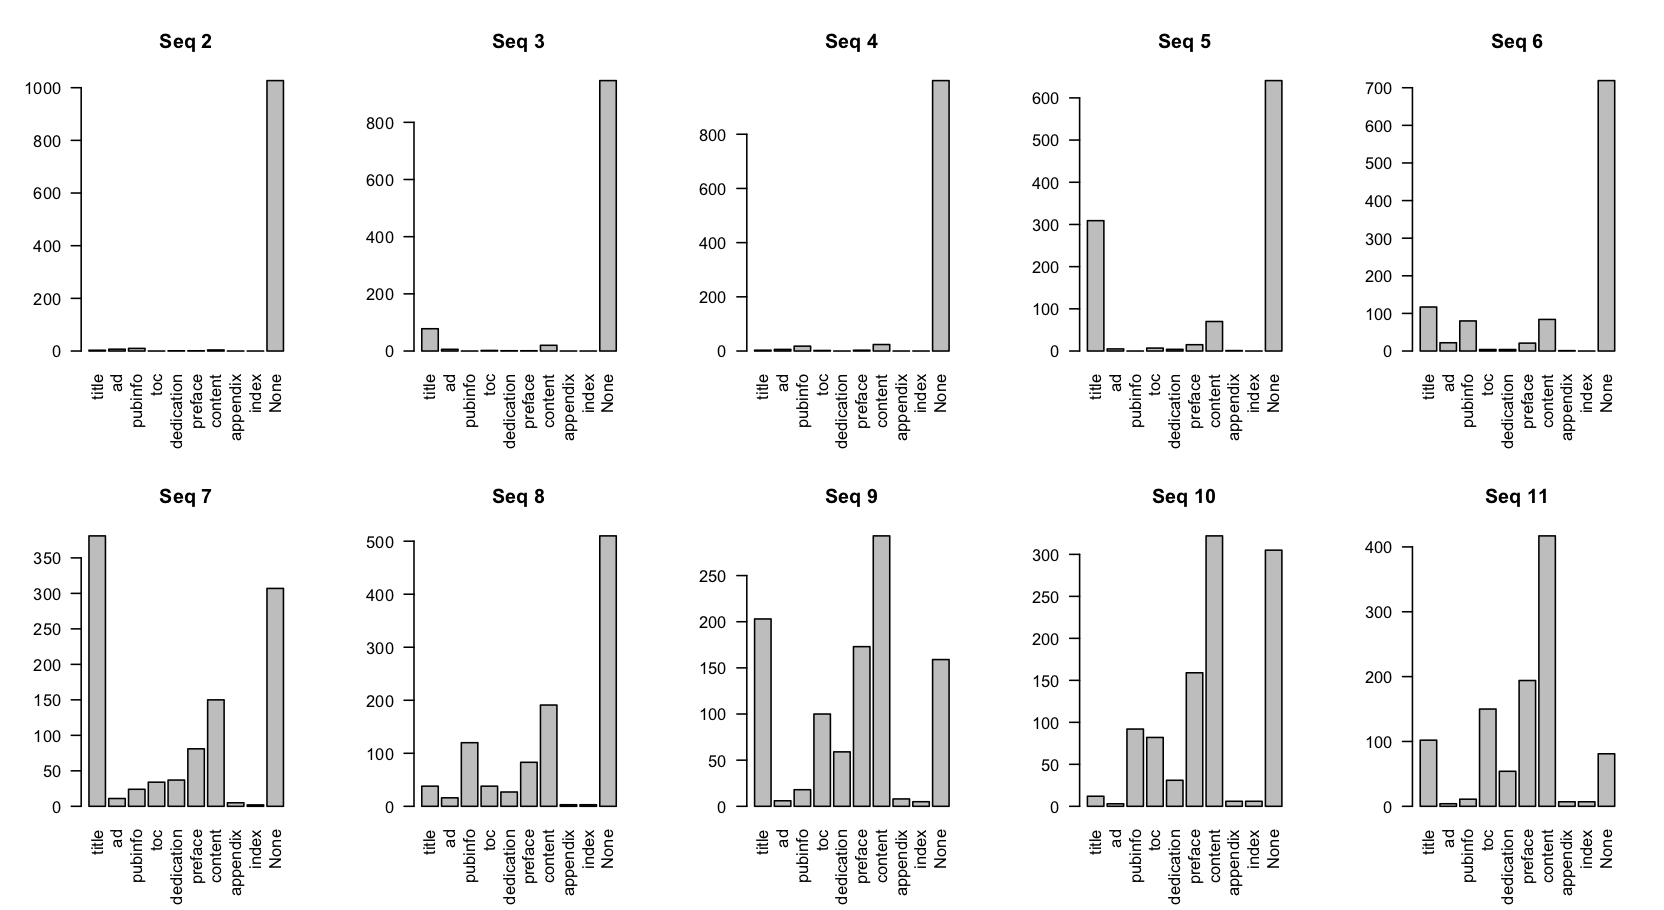 Seq 2
1000
800
600
400
200
0
title
ad
pubinfo
toc
dedication
preface
content
appendix
index
None
Seq 3
800
600
400
200
0
title
ad
pubinfo
toc
dedication
preface
content
appendix
index
None
Seq 4
800
600
400
200
0
title
ad
pubinfo
toc
dedication
preface
content
appendix
index
None
Seq 5
600
500
400
300
200
100
0
title
ad
pubinfo
toc
dedication
preface
content
appendix
index
None
Seq 6
700
600
500
400
300
200
100
0
title
ad
pubinfo
toc
dedication
preface
content
appendix
index
None
Seq 7
350
300
250
200
150
100
50
0
title
ad
pubinfo
toc
dedication
preface
content
appendix
index
None
Seq 8
500
400
300
200
100
0
title
ad
pubinfo
toc
dedication
preface
content
appendix
index
None
Seq 9
250
200
150
100
50
0
title
ad
pubinfo
toc
dedication
preface
content
appendix
index
None
Seq 10
300
250
200
150
100
50
0
title
ad
pubinfo
toc
dedication
preface
content
appendix
index
None
Seq 11
400
300
200
100
0
title
ad
pubinfo
toc
dedication
preface
content
appendix
index
None